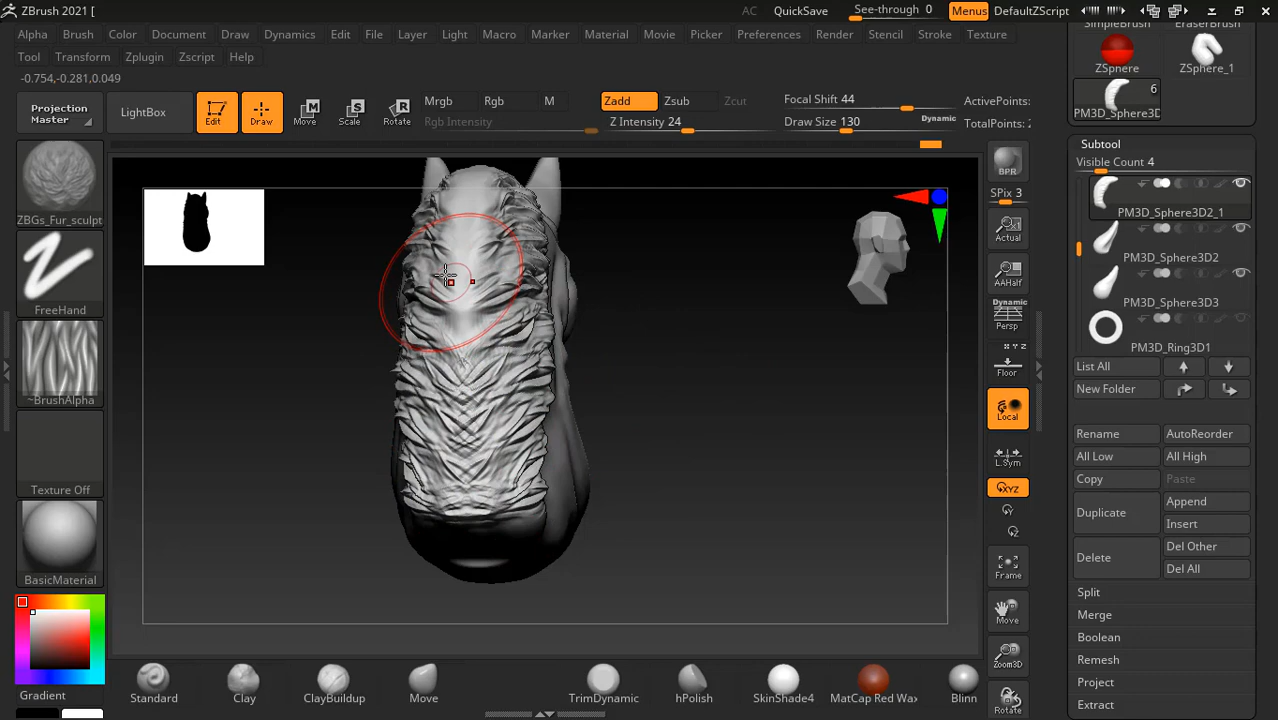 ZBrush 2021 [
AC
QuickSave
See-through 0
Menus
DefaultZScript
Alpha Brush Color Document Draw Dynamics Edit File Layer Light Macro Marker Material Movie Picker Preferences Render Stencil Stroke Texture
Tool Transform Zplugin Zscript Help
-0.754,-0.281,0.049
Projection
Master
LightBox
Edit
Draw
Move
Scale
Rotate
Mrgb Rgb M
Rgb Intensity
Zadd Zsub Zcut
Z Intensity 24
Focal Shift 44
Draw Size 130
Dynamic
ActivePoints:
TotalPoints: 2
SimpleBrush EraserBrush
ZSphere
ZSphere_1
6
PM3D_Sphere3D
ZBGs_Fur_sculpt
FreeHand
~BrushAlpha
Texture Off
BasicMaterial
Gradient
BPR
SPix 3
Actual
AAHalf
Dynamic
Persp
X Y Z
Floor
Local
L.Sym
XYZ
Y
Z
Frame
Move
Zoom3D
Rotate
Subtool
Visible Count 4
PM3D_Sphere3D2_1
PM3D_Sphere3D2
PM3D_Sphere3D3
PM3D_Ring3D1
List All
New Folder
Rename AutoReorder
All Low All High
Copy Paste
Duplicate Append
Insert
Delete Del Other
Del All
Split
Merge
Boolean
Remesh
Project
Extract
Standard Clay ClayBuildup Move TrimDynamic hPolish SkinShade4 MatCap Red Wax Blinn